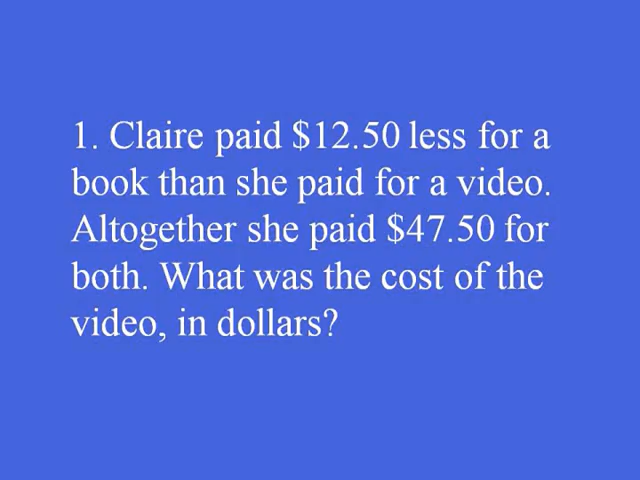 1. Claire paid $12.50 less for a
book than she paid for a video.
Altogether she paid $47.50 for
both. What was the cost of the
video, in dollars?